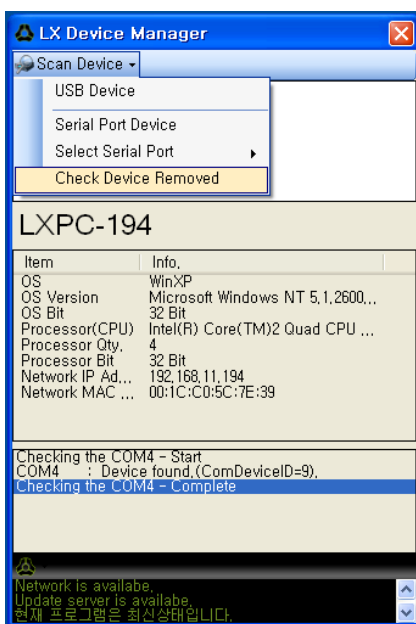 LX Device Manager
Scan Device
USB Device
Serial Port Device
Select Serial Port
Check Device Removed
LXPC-194
Item Info,
OS WinXP
OS Version Microsoft Windows NT 5,1,2600,,,
OS Bit 32 Bit
Processor(CPU) Intel(R) Core(TM)2 Quad CPU ,,,
Processor Qty, 4
Processor Bit 32 Bit
Network IP Ad,,, 192,168,11,194
Network MAC ,,, 00:1C:C0:5C:7E:39
Checking the COM4 - Start
COM4 : Device found,(ComDeviceID=9),
Checking the COM4 - Complete
Network is availabe,
Update server is availabe,
현재 프로그램은 최신상태입니다,